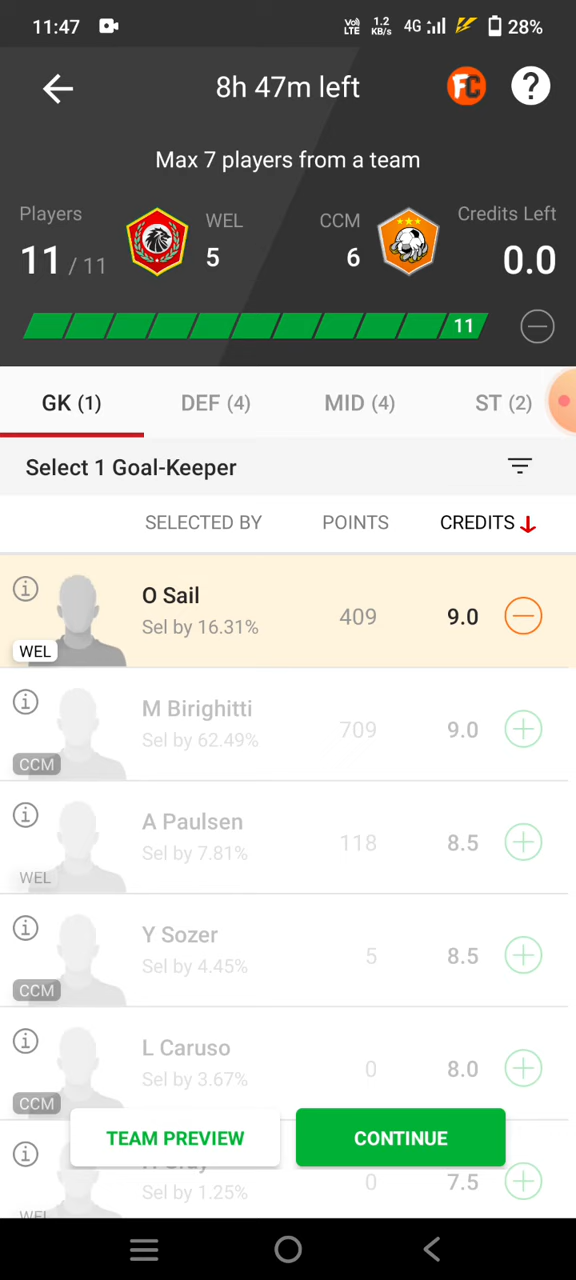 11:47
Vo) LTE 1.2 KB/s 4G 28%
8h 47m left
FC ?
Max 7 players from a team
Players WEL CCM Credits Left
11 / 11 5 6 0.0
11
GK (1) DEF (4) MID (4) ST (2)
Select 1 Goal-Keeper
SELECTED BY POINTS CREDITS
O Sail
Sel by 16.31% 409 9.0
WEL
M Birighitti
Sel by 62.49% 709 9.0
CCM
A Paulsen
Sel by 7.81% 118 8.5
WEL
Y Sozer
Sel by 4.45% 5 8.5
CCM
L Caruso
Sel by 3.67% 0 8.0
CCM
TEAM PREVIEW CONTINUE
Sel by 1.25% 0 7.5
WEL